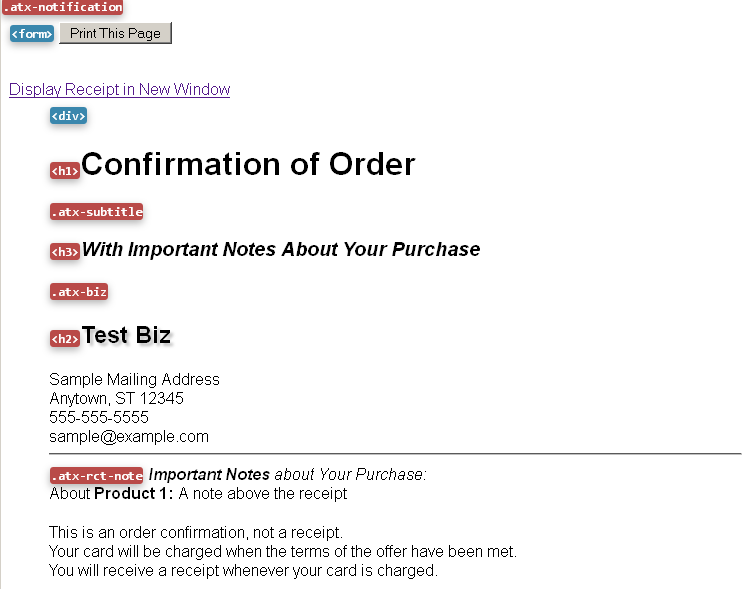 .atx-notification
<form> Print This Page
Display Receipt in New Window
<div>
<h1>Confirmation of Order
.atx-subtitle
<h3>With Important Notes About Your Purchase
.atx-biz
<h2>Test Biz
Sample Mailing Address
Anytown, ST 12345
555-555-5555
sample@example.com
.atx-rct-note Important Notes about Your Purchase:
About Product 1: A note above the receipt
This is an order confirmation, not a receipt.
Your card will be charged when the terms of the offer have been met.
You will receive a receipt whenever your card is charged.